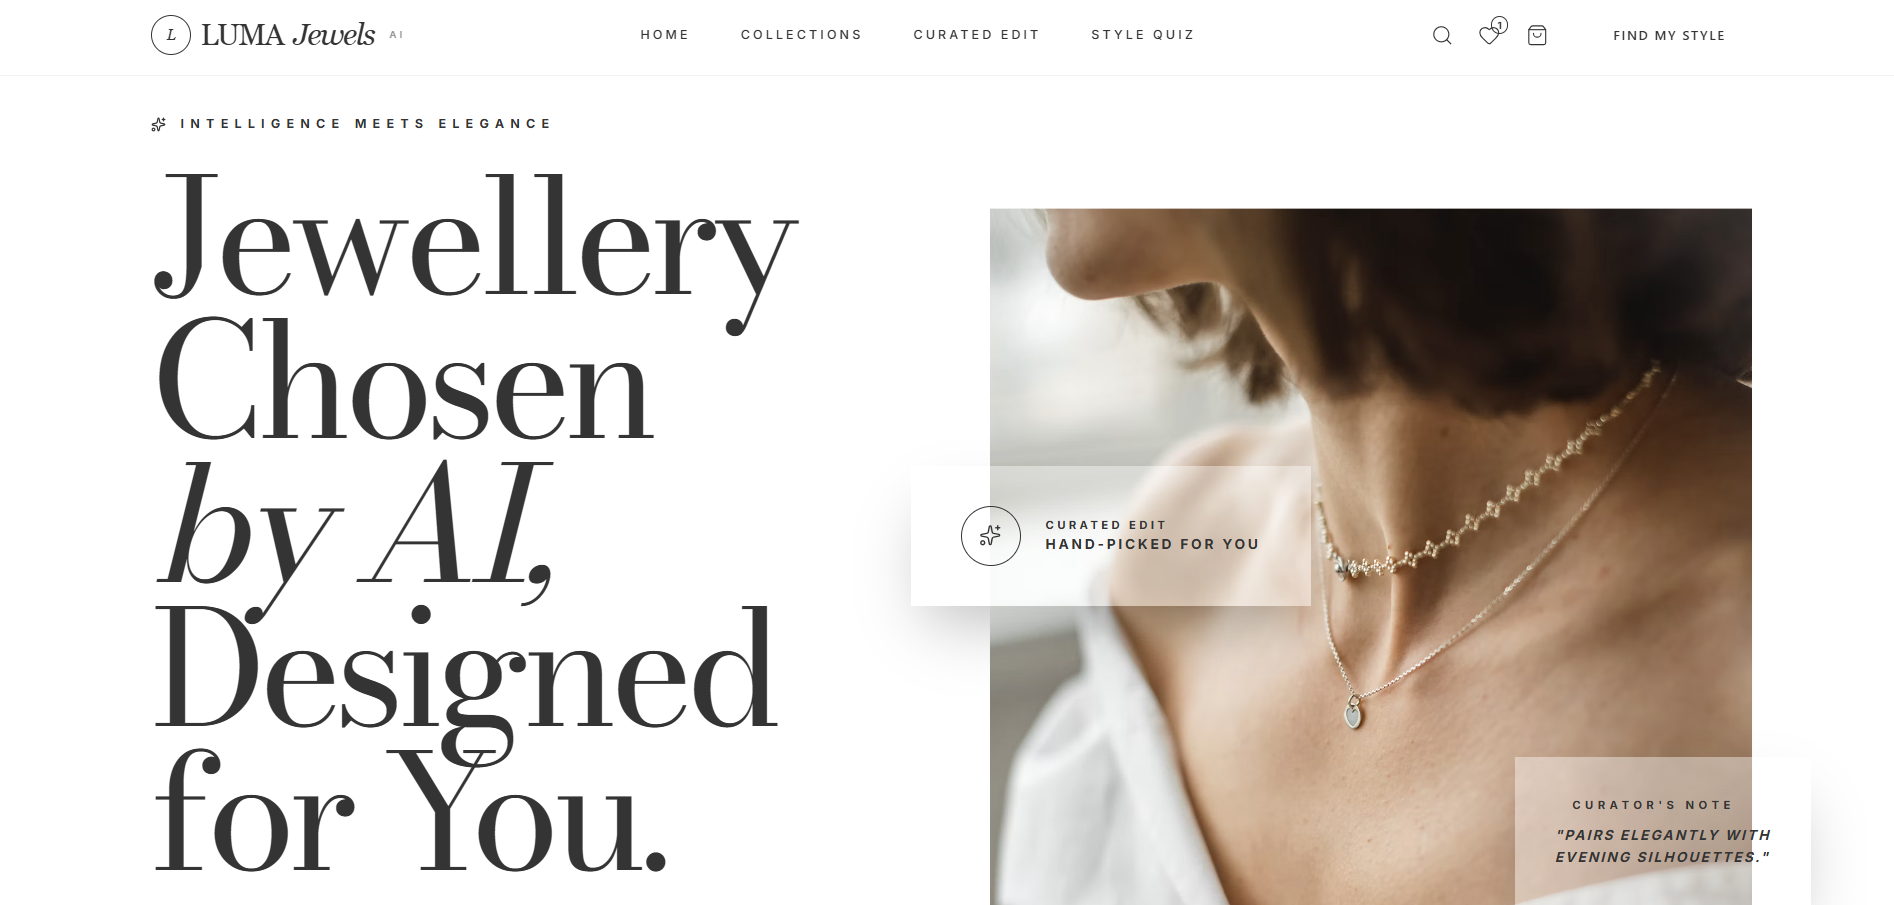 L LUMA Jewels AI
HOME COLLECTIONS CURATED EDIT STYLE QUIZ
1
FIND MY STYLE
INTELLIGENCE MEETS ELEGANCE
Jewellery
Chosen
by AI,
Designed
for You.
CURATED EDIT
HAND-PICKED FOR YOU
CURATOR'S NOTE
"PAIRS ELEGANTLY WITH
EVENING SILHOUETTES."